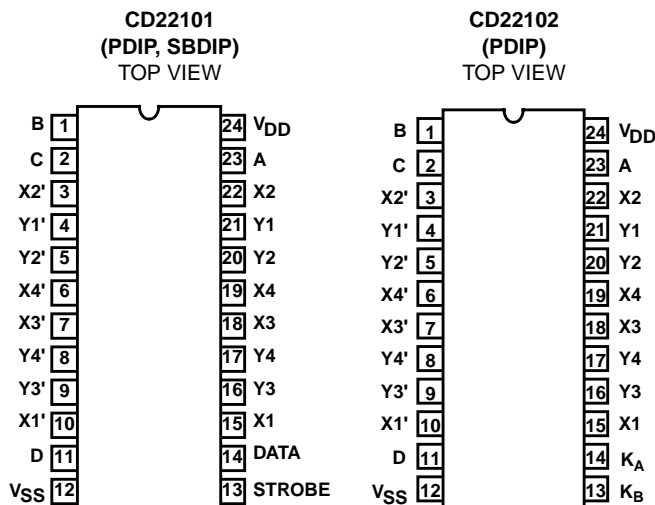 CD22101
(PDIP, SBDIP)
TOP VIEW
B 1 24 VDD
C 2 23 A
X2' 3 22 X2
Y1' 4 21 Y1
Y2' 5 20 Y2
X4' 6 19 X4
X3' 7 18 X3
Y4' 8 17 Y4
Y3' 9 16 Y3
X1' 10 15 X1
D 11 14 DATA
VSS 12 13 STROBE
CD22102
(PDIP)
TOP VIEW
B 1 24 VDD
C 2 23 A
X2' 3 22 X2
Y1' 4 21 Y1
Y2' 5 20 Y2
X4' 6 19 X4
X3' 7 18 X3
Y4' 8 17 Y4
Y3' 9 16 Y3
X1' 10 15 X1
D 11 14 KA
VSS 12 13 KB